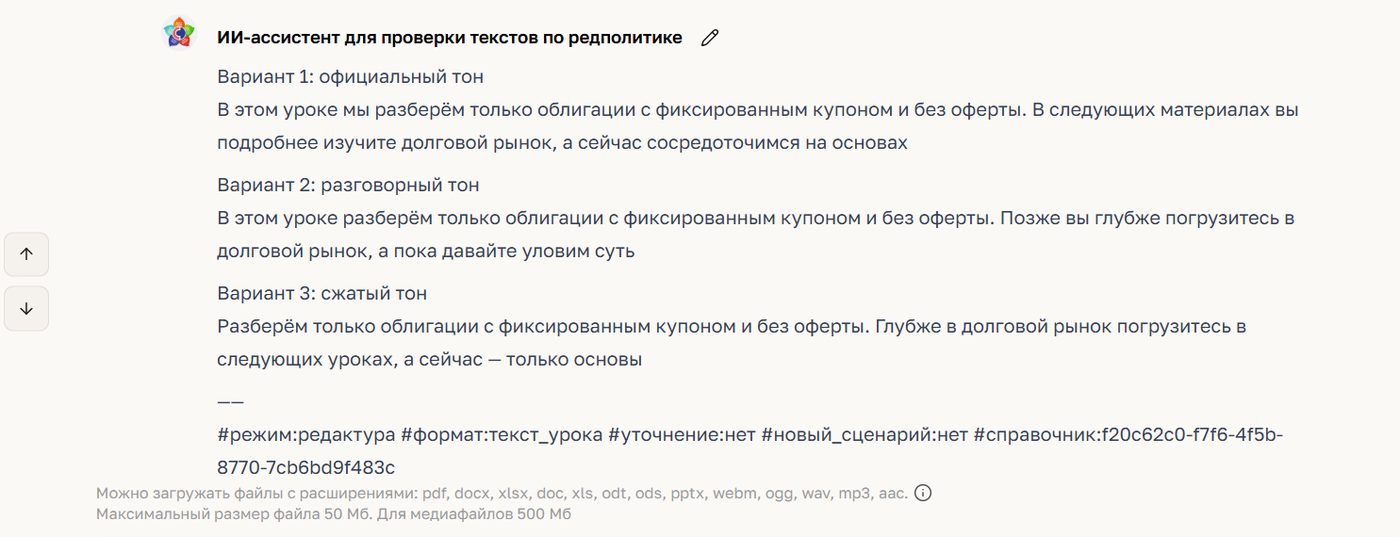 ИИ-ассистент для проверки текстов по редполитике
Вариант 1: официальный тон
В этом уроке мы разберём только облигации с фиксированным купоном и без оферты. В следующих материалах вы
подробнее изучите долговой рынок, а сейчас сосредоточимся на основах
Вариант 2: разговорный тон
В этом уроке разберём только облигации с фиксированным купоном и без оферты. Позже вы глубже погрузитесь в
долговой рынок, а пока давайте уловим суть
Вариант 3: сжатый тон
Разберём только облигации с фиксированным купоном и без оферты. Глубже в долговой рынок погрузитесь в
следующих уроках, а сейчас — только основы
——
#режим:редактура #формат:текст_урока #уточнение:нет #новый_сценарий:нет #справочник:f20c62c0-f7f6-4f5b-
8770-7cb6bd9f483c
Можно загружать файлы с расширениями: pdf, docx, xlsx, doc, xls, odt, ods, pptx, webm, ogg, wav, mp3, aac.
Максимальный размер файла 50 Мб. Для медиафайлов 500 Мб